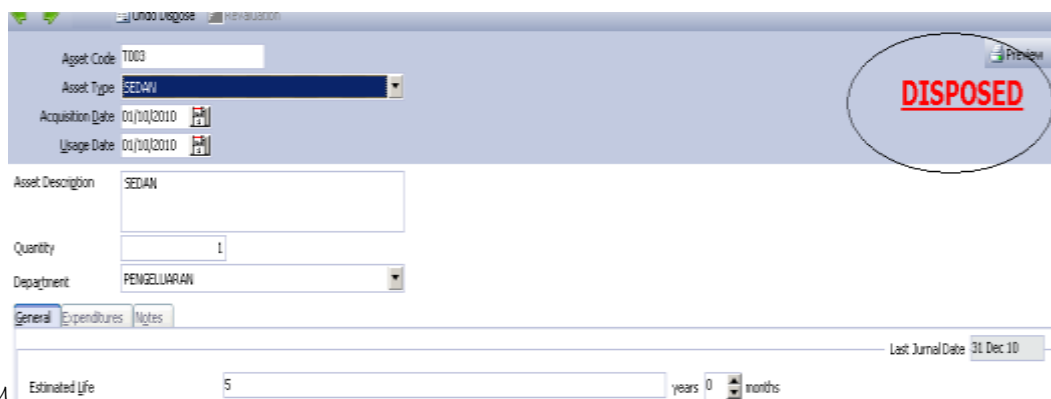 Undo Dispose Revaluation
Asset Code T003 Preview
Asset Type SEDAN DISPOSED
Acquisition Date 01/10/2010
Usage Date 01/10/2010
Asset Description SEDAN
Quantity 1
Department PENGELUARAN
General Expenditures Notes
Last Jurnal Date 31 Dec 10
Estimated Life 5 years 0 months